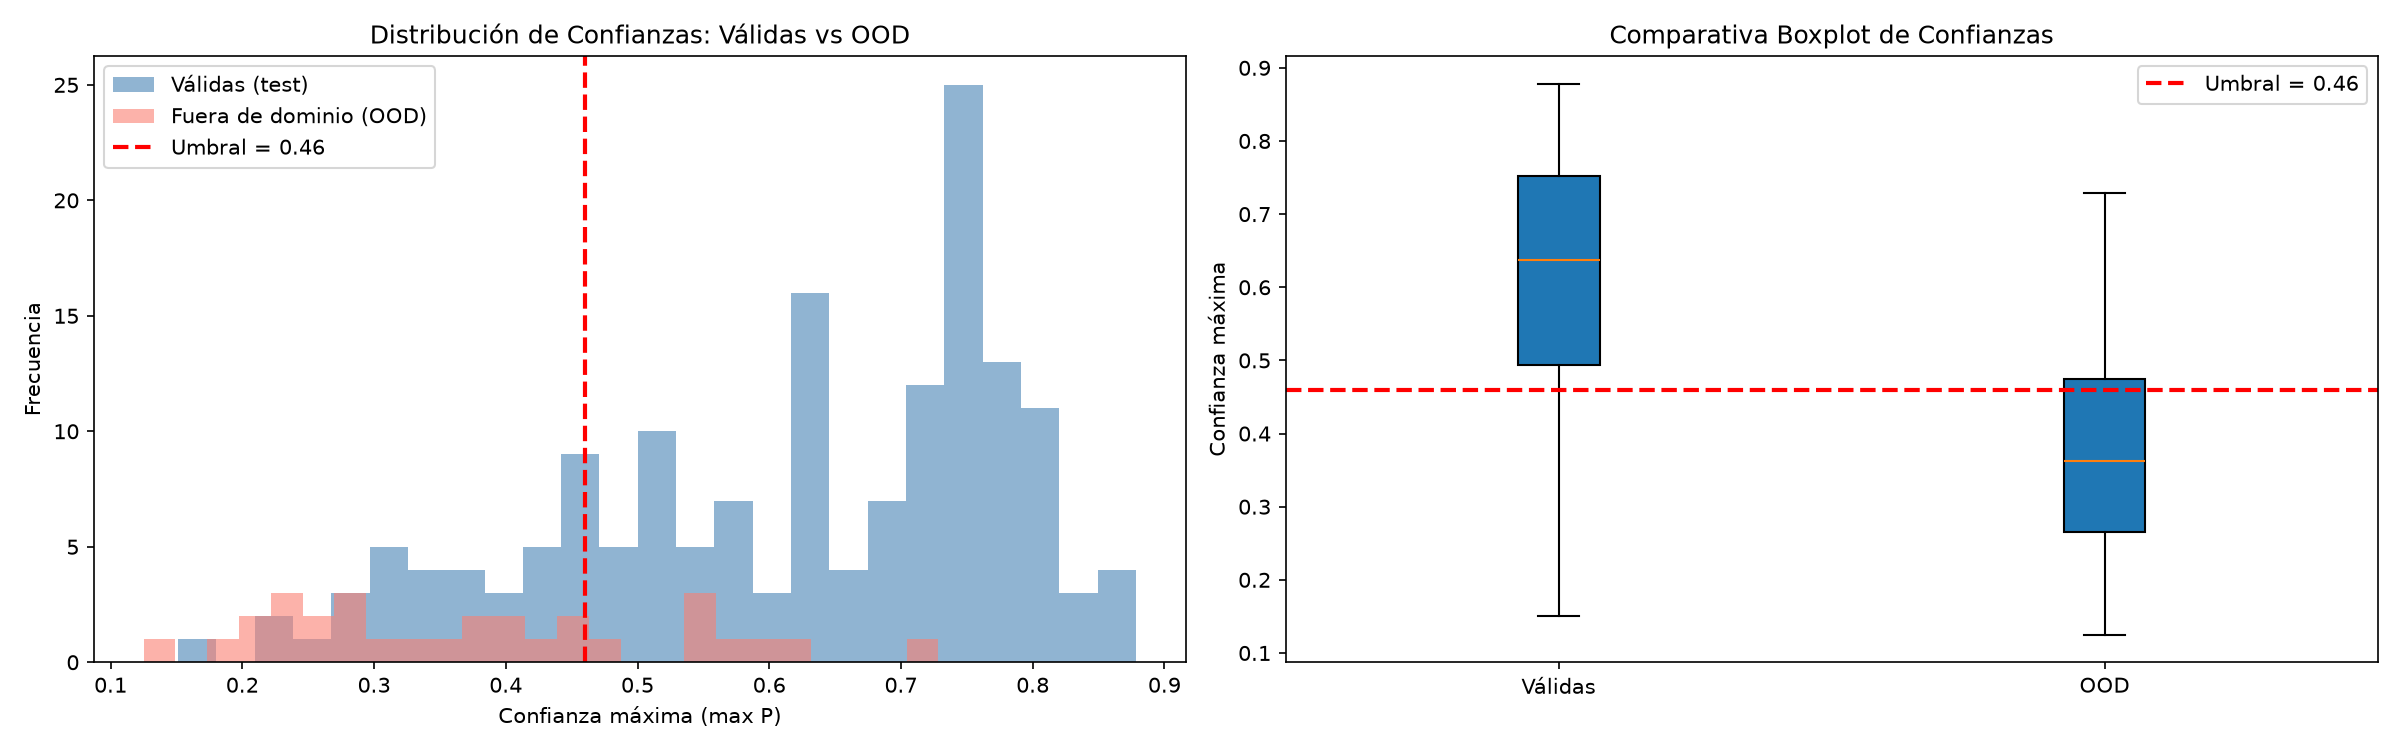 Distribución de Confianzas: Válidas vs OOD
Válidas (test)
Fuera de dominio (OOD)
Umbral = 0.46
Frecuencia
25
20
15
10
5
0
0.1 0.2 0.3 0.4 0.5 0.6 0.7 0.8 0.9
Confianza máxima (max P)
Comparativa Boxplot de Confianzas
Umbral = 0.46
Confianza máxima
0.9
0.8
0.7
0.6
0.5
0.4
0.3
0.2
0.1
Válidas OOD